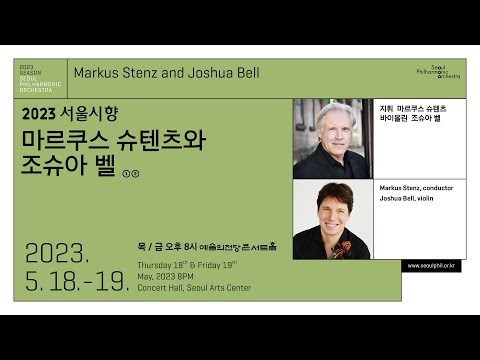 2023
SEASON
SEOUL
PHILHARMONIC
ORCHESTRA
Markus Stenz and Joshua Bell
Seoul
Philharmonic
Orchestra
2023 서울시향
마르쿠스 슈텐츠와
조슈아 벨 ①②
지휘 마르쿠스 슈텐츠
바이올린 조슈아 벨
Markus Stenz, conductor
Joshua Bell, violin
2023.
5. 18.-19.
목 / 금 오후 8시 예술의전당 콘서트홀
Thursday 18th & Friday 19th
May, 2023 8PM
Concert Hall, Seoul Arts Center
www.seoulphil.or.kr